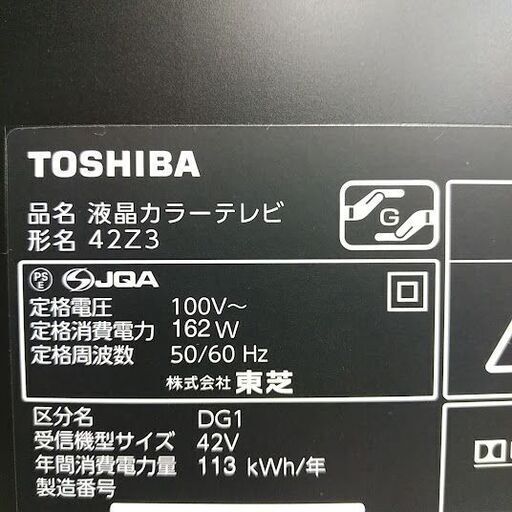 TOSHIBA
品名 液晶カラーテレビ
形名 42Z3
G
PS
E
JQA
定格電圧 100V～
定格消費電力 162W
定格周波数 50/60 Hz
株式会社 東芝
区分名 DG1
受信機型サイズ 42V
年間消費電力量 113 kWh/年
製造番号